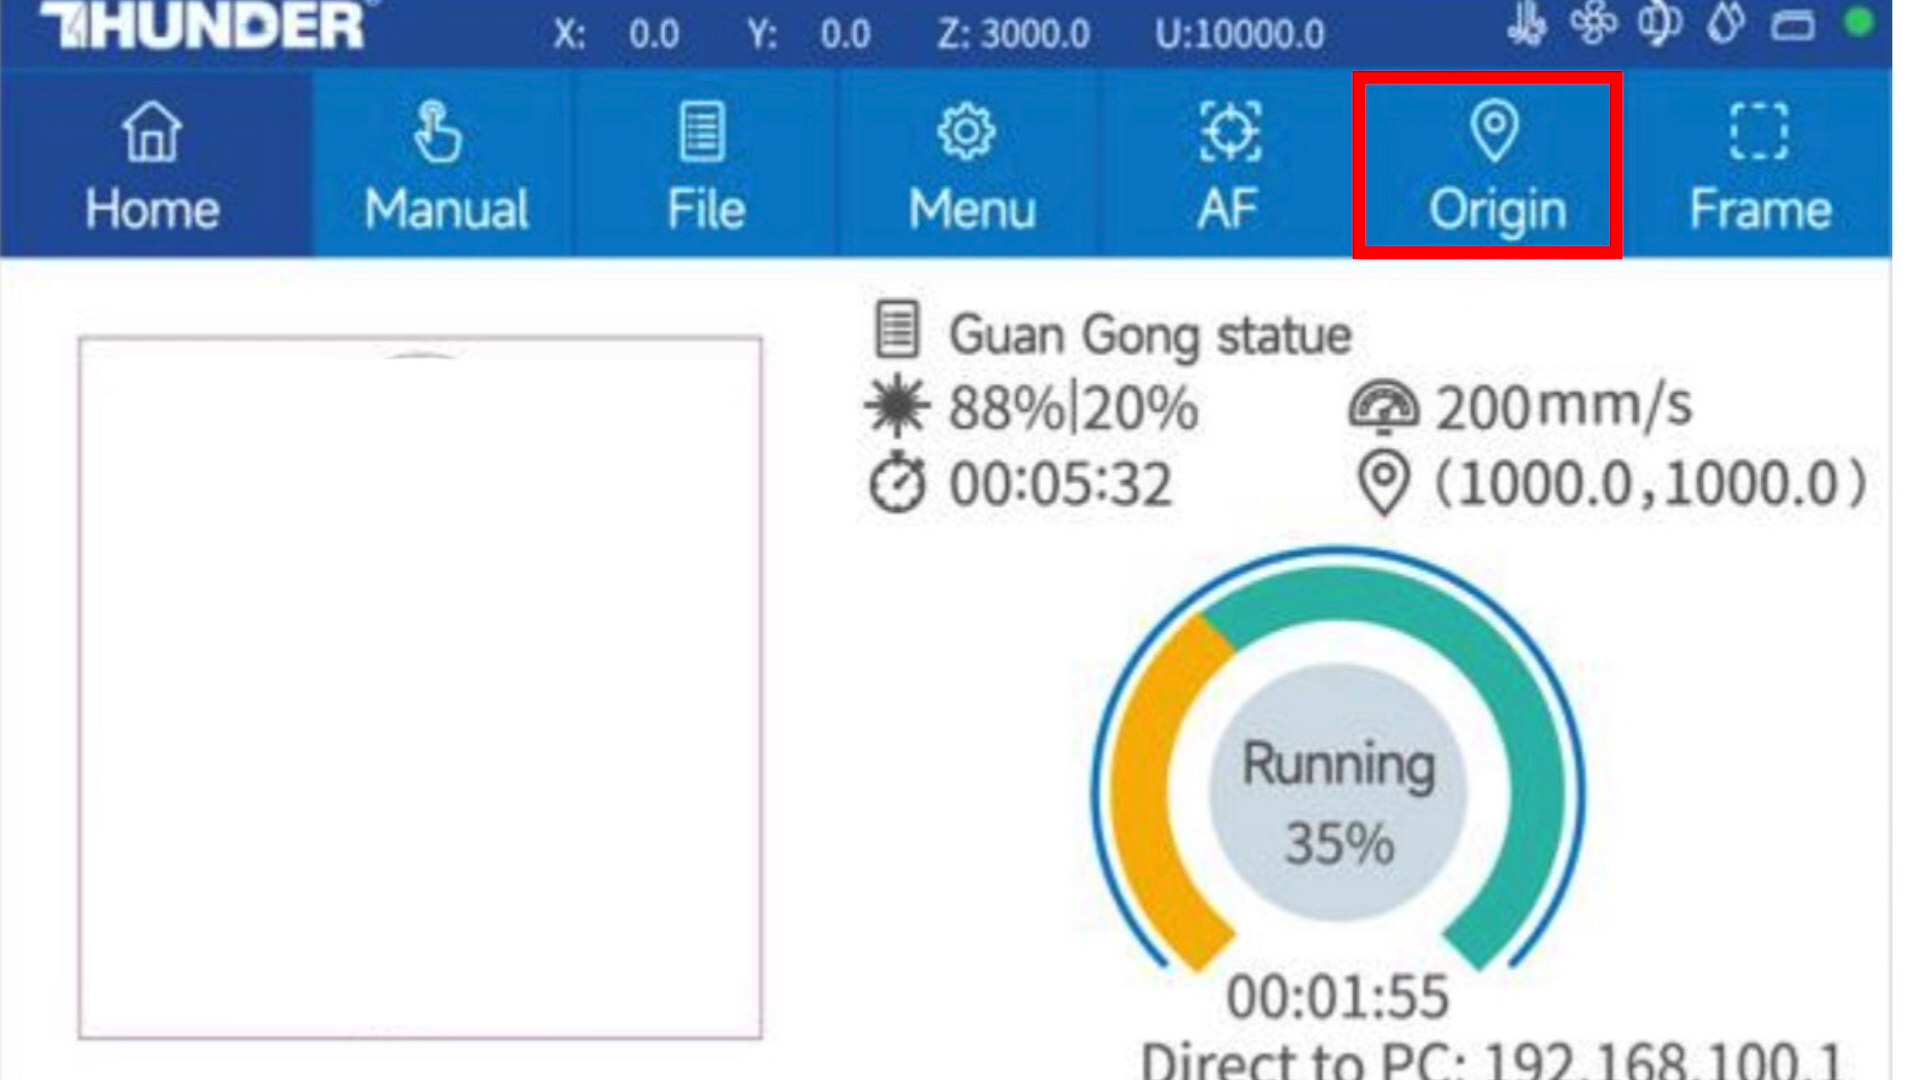 THUNDER®
X: 0.0 Y: 0.0 Z: 3000.0 U:10000.0
Home Manual File Menu AF Origin Frame
Guan Gong statue
88%|20% 200mm/s
00:05:32 (1000.0,1000.0)
Running
35%
00:01:55
Direct to PC: 192.168.100.1